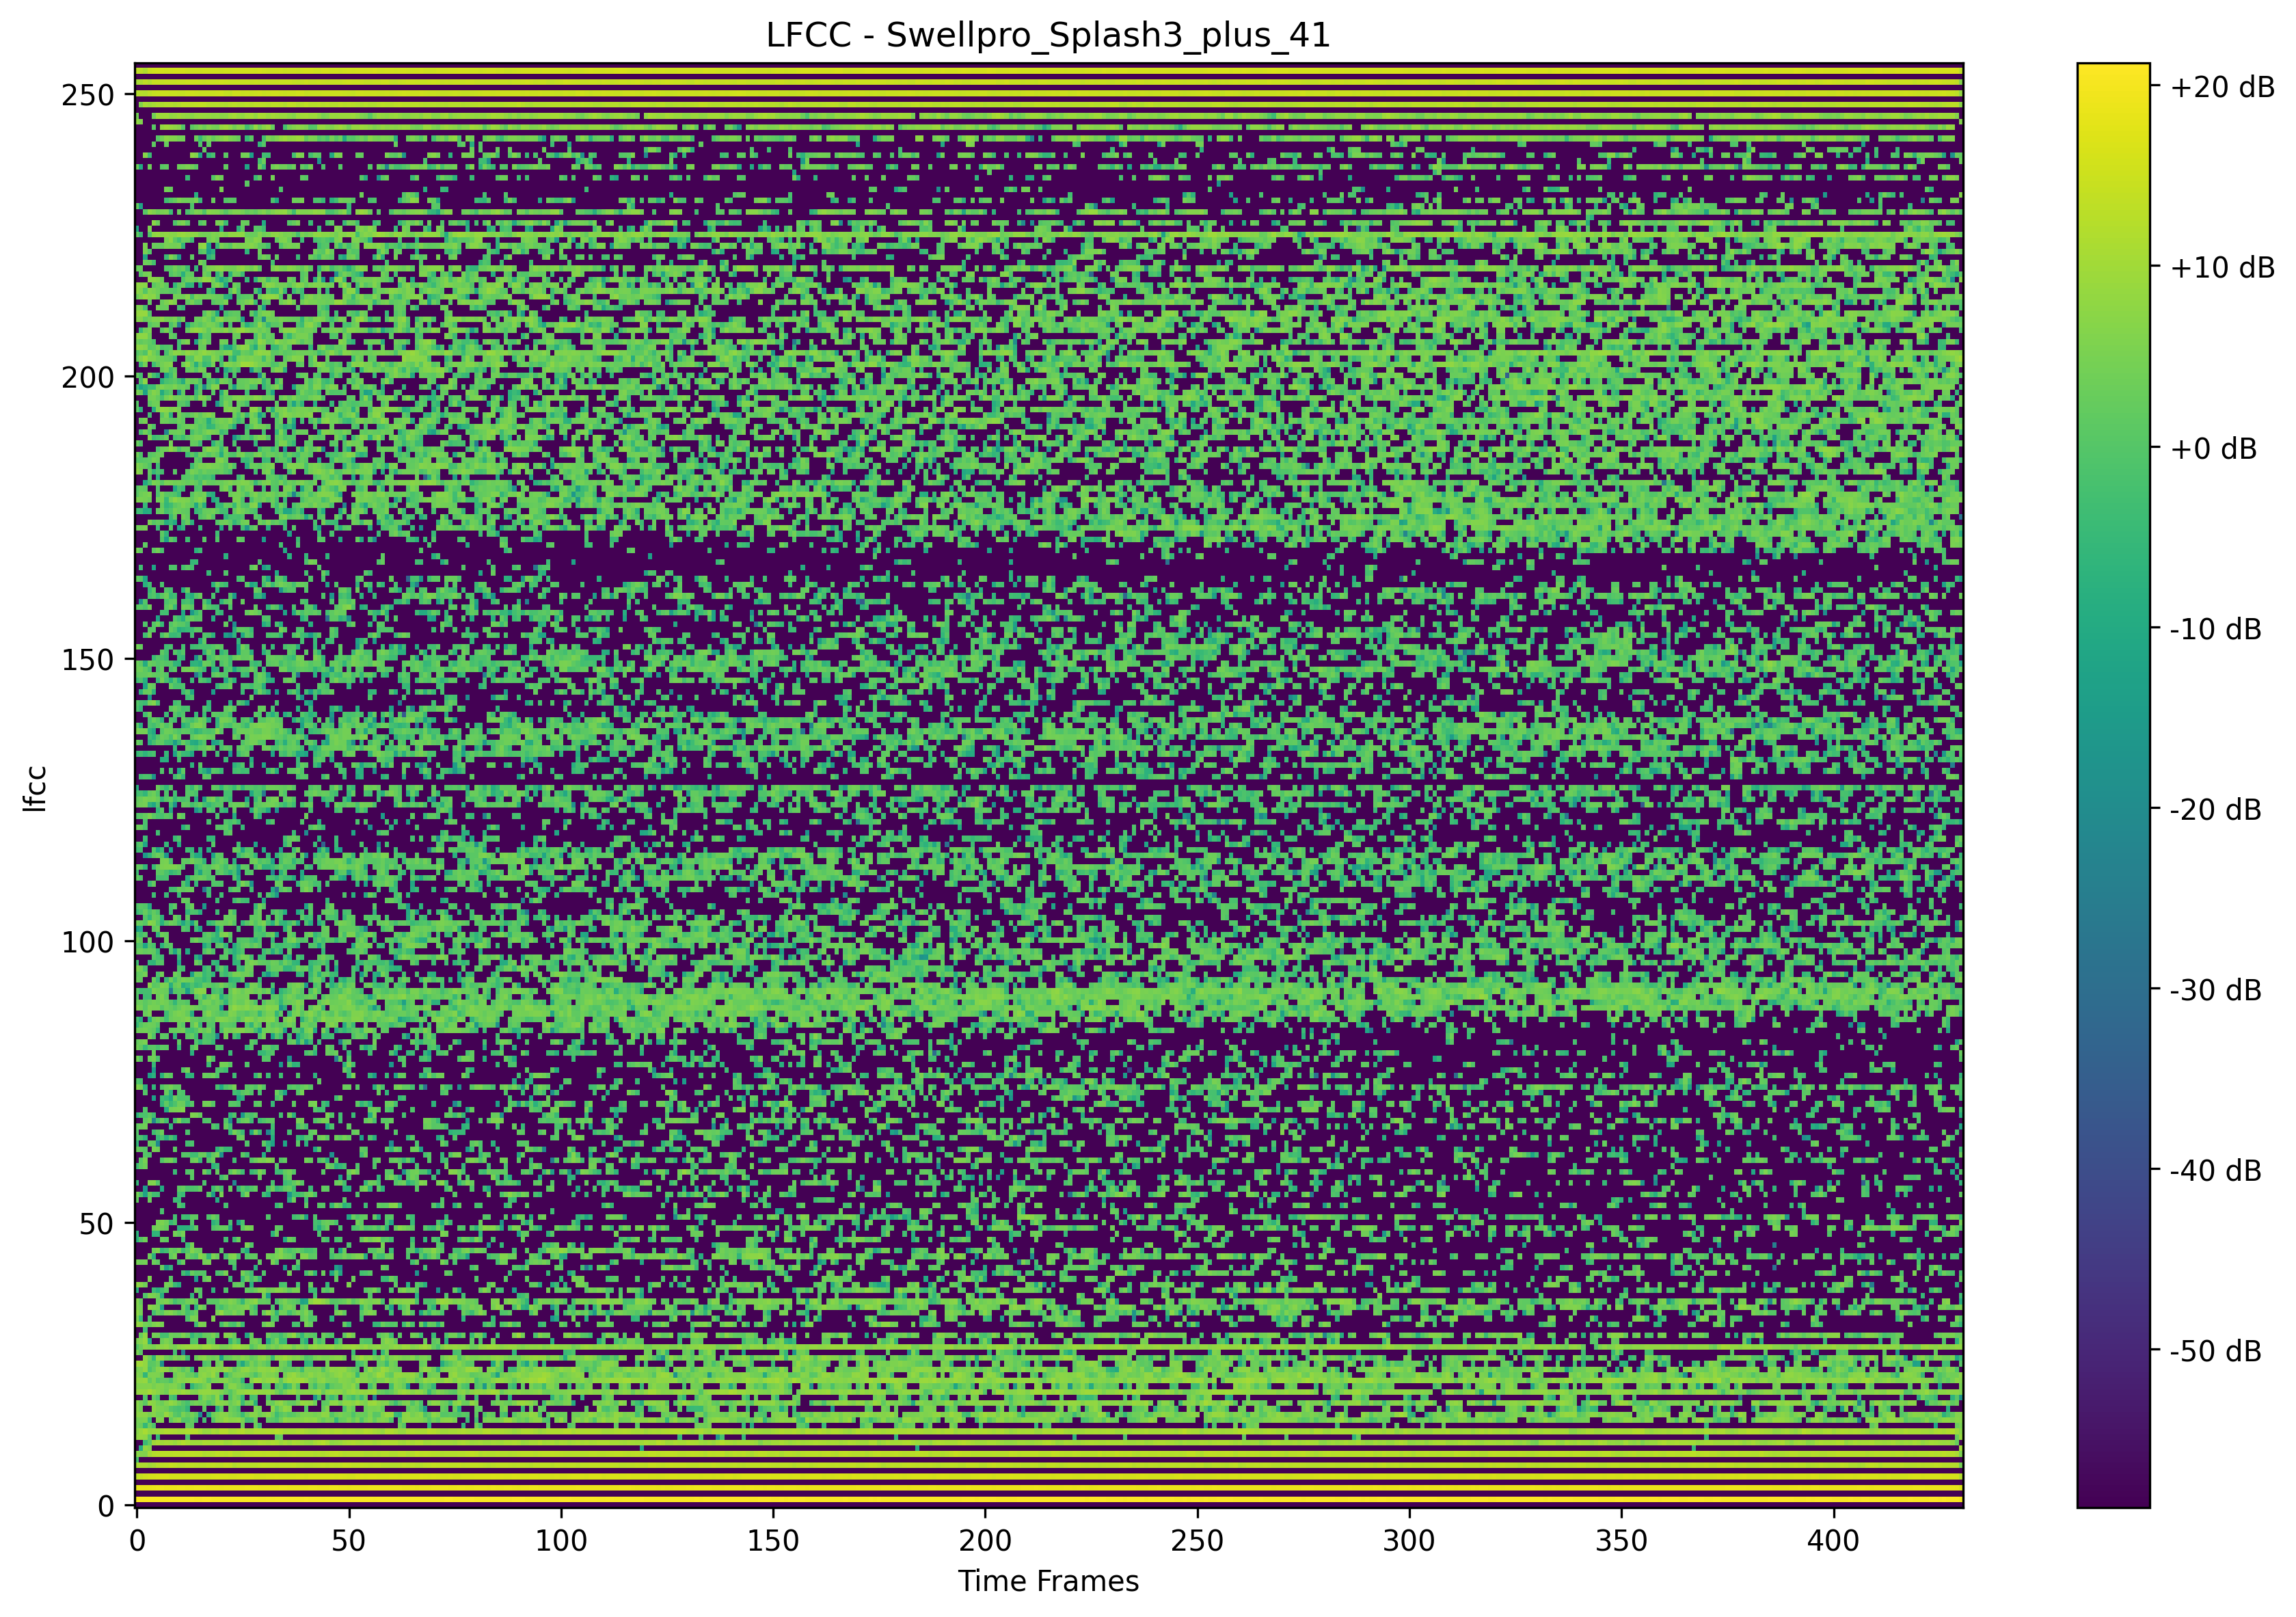 LFCC - Swellpro_Splash3_plus_41
250
200
150
100
50
0
lfcc
0 50 100 150 200 250 300 350 400
Time Frames
+20 dB
+10 dB
+0 dB
-10 dB
-20 dB
-30 dB
-40 dB
-50 dB